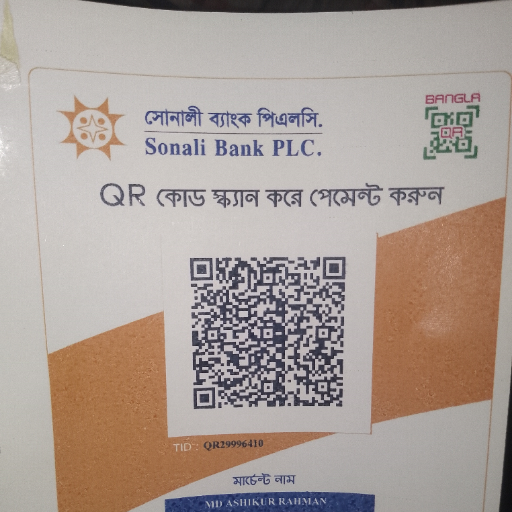 সোনালী ব্যাংক পিএলসি.
Sonali Bank PLC.
BANGLA
QR
QR কোড স্ক্যান করে পেমেন্ট করুন
TID : QR29996410
মার্চেন্ট নাম
MD ASHIKUR RAHMAN